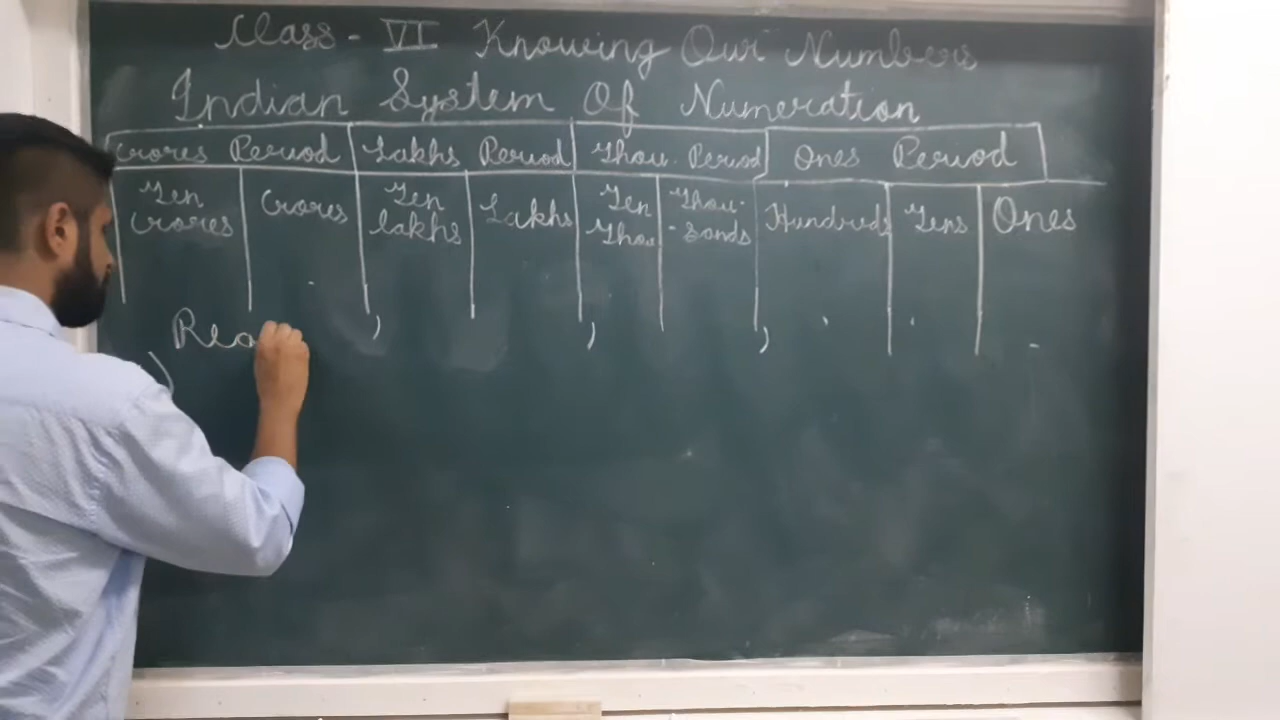 Class - VI Knowing Our Numbers
Indian System Of Numeration
Crores Period Lakhs Period Thou. Period Ones Period
Ten Crores Crores Ten lakhs Lakhs Ten Thou Thou- -sands Hundreds Tens Ones
, , ,
) Rea